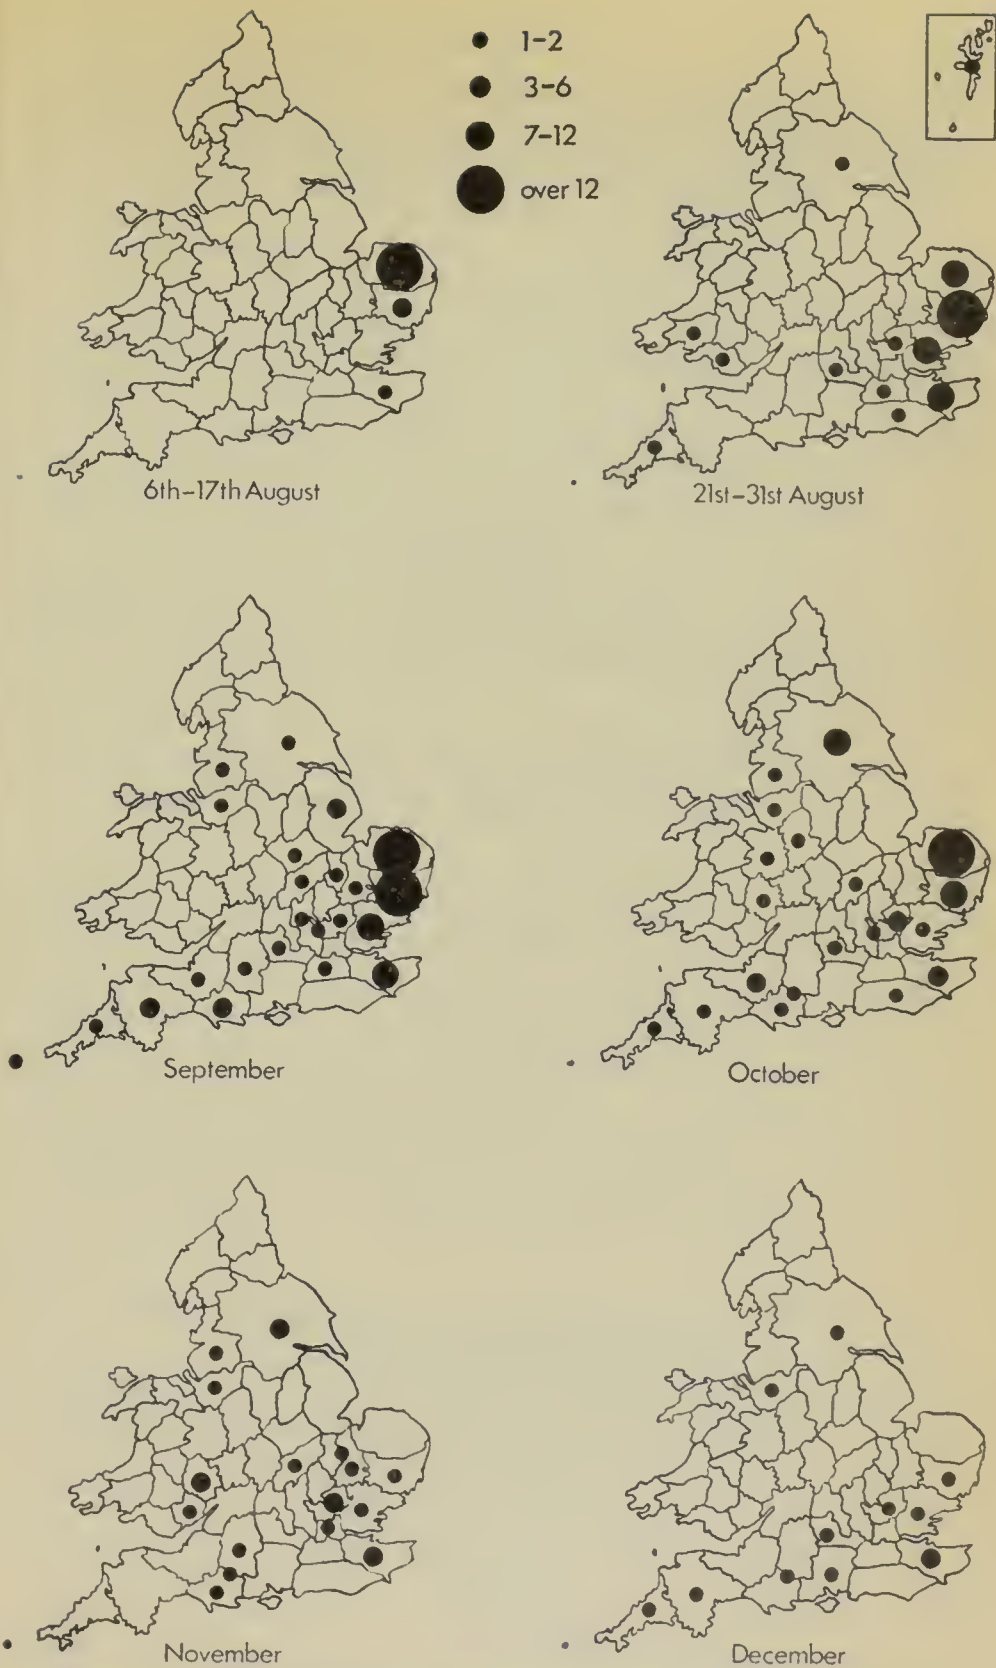 1–2
3–6
7–12
over 12
6th–17th August
21st–31st August
September
October
November
December